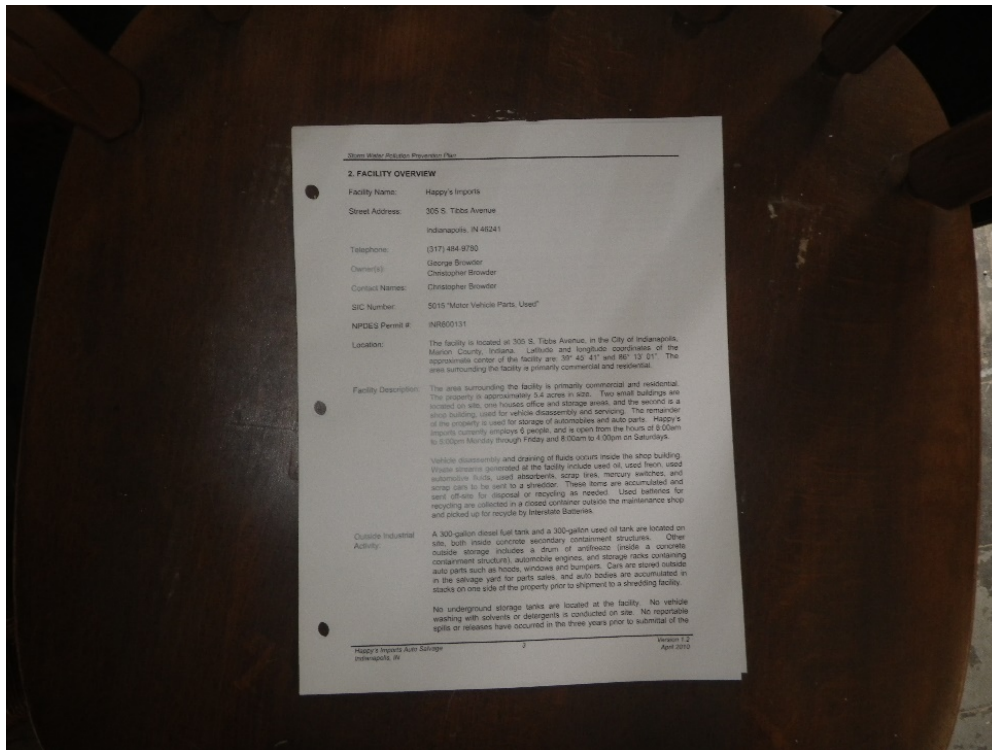 Storm Water Pollution Prevention Plan
2. FACILITY OVERVIEW
Facility Name: Happy's Imports
Street Address: 305 S. Tibbs Avenue
Indianapolis, IN 46241
Telephone: (317) 484-9780
Owner(s): George Browder
Christopher Browder
Contact Names: Christopher Browder
SIC Number: 5015 "Motor Vehicle Parts, Used"
NPDES Permit #: INR600131
Location: The facility is located at 305 S. Tibbs Avenue, in the City of Indianapolis,
Marion County, Indiana. Latitude and longitude coordinates of the
approximate center of the facility are: 39° 45' 41" and 86° 13' 01". The
area surrounding the facility is primarily commercial and residential.
Facility Description: The area surrounding the facility is primarily commercial and residential.
The property is approximately 5.4 acres in size. Two small buildings are
located on site, one houses office and storage areas, and the second is a
shop building, used for vehicle disassembly and servicing. The remainder
of the property is used for storage of automobiles and auto parts. Happy's
Imports currently employs 6 people, and is open from the hours of 8:00am
to 5:00pm Monday through Friday and 8:00am to 4:00pm on Saturdays.
Vehicle disassembly and draining of fluids occurs inside the shop building.
Waste streams generated at the facility include used oil, used freon, used
automotive fluids, used absorbents, scrap tires, mercury switches, and
scrap cars to be sent to a shredder. These items are accumulated and
sent off-site for disposal or recycling as needed. Used batteries for
recycling are collected in a closed container outside the maintenance shop
and picked up for recycle by Interstate Batteries.
Outside Industrial A 300-gallon diesel fuel tank and a 300-gallon used oil tank are located on
Activity: site, both inside concrete secondary containment structures. Other
outside storage includes a drum of antifreeze (inside a concrete
containment structure), automobile engines, and storage racks containing
auto parts such as hoods, windows and bumpers. Cars are stored outside
in the salvage yard for parts sales, and auto bodies are accumulated in
stacks on one side of the property prior to shipment to a shredding facility.
No underground storage tanks are located at the facility. No vehicle
washing with solvents or detergents is conducted on site. No reportable
spills or releases have occurred in the three years prior to submittal of the
Happy's Imports Auto Salvage Version 1.2
Indianapolis, IN April 2010